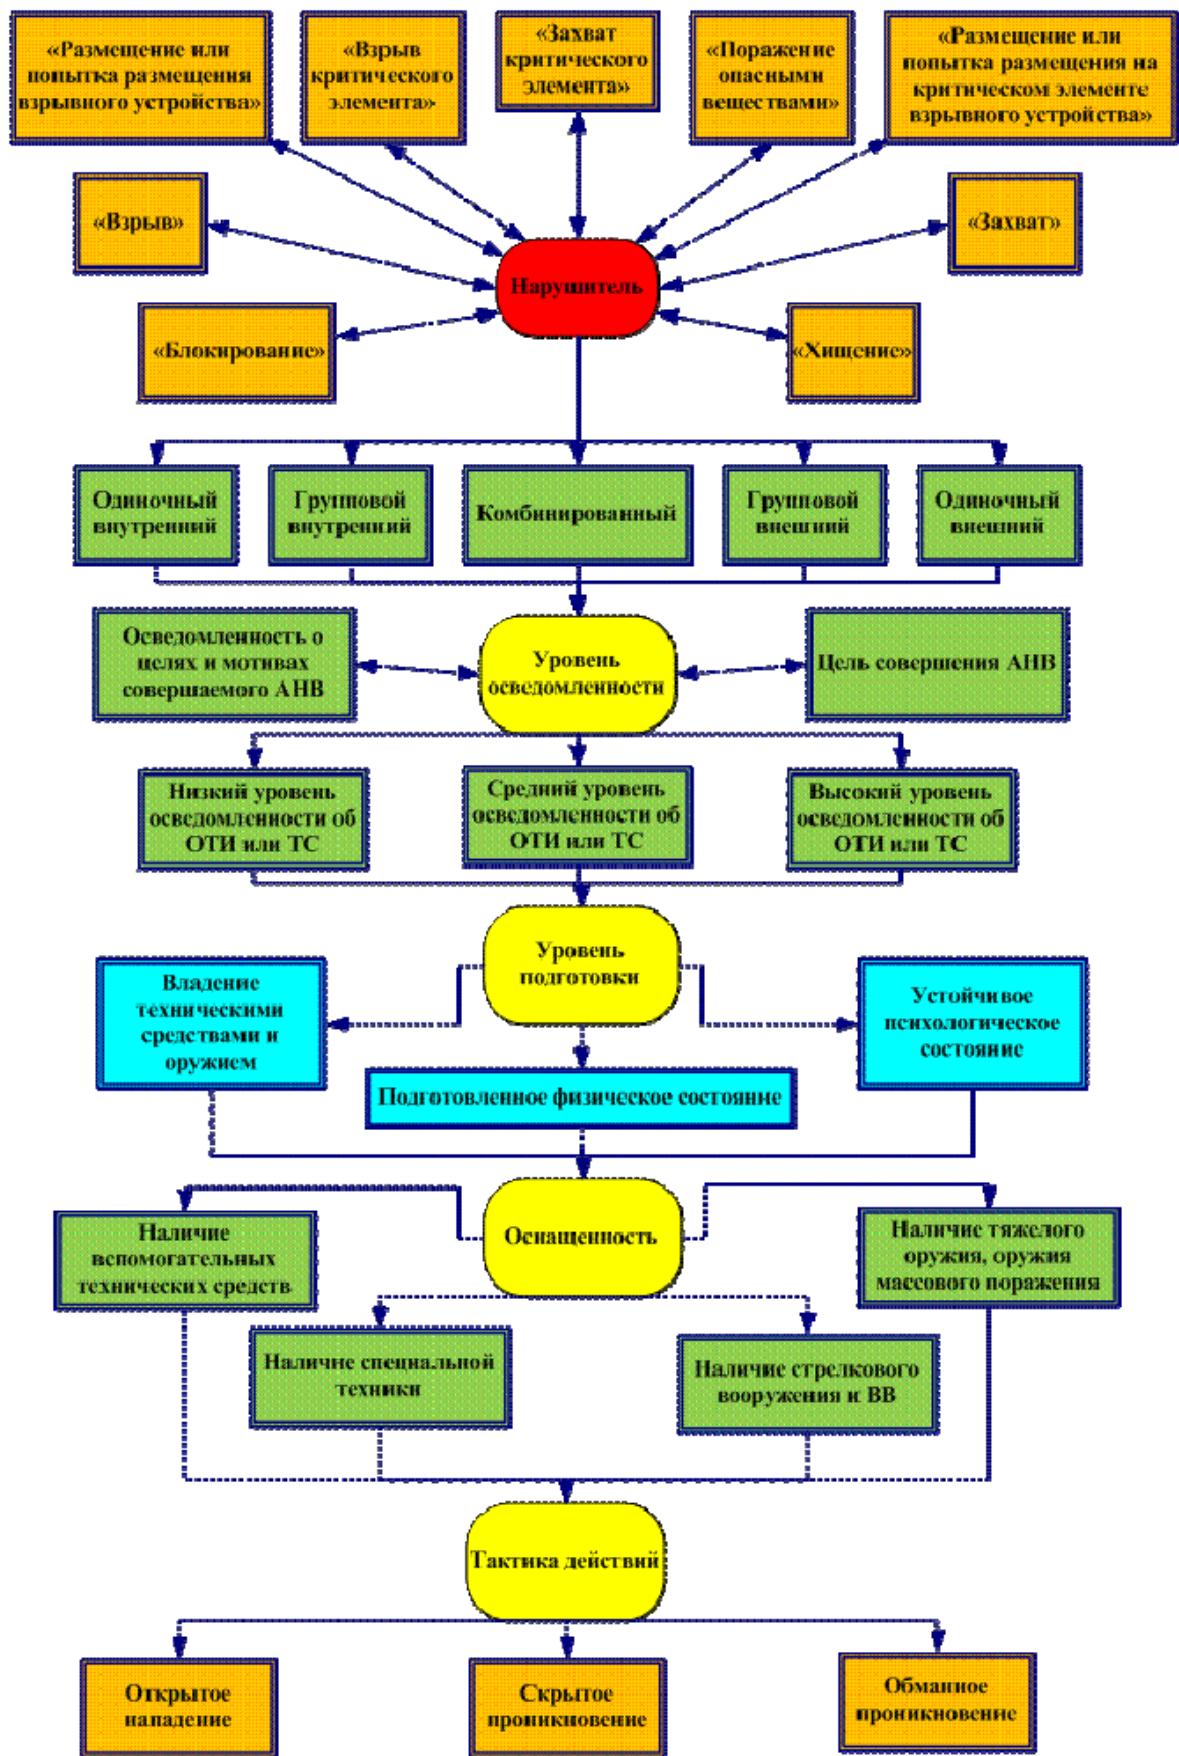 «Размещение или
попытка размещения
взрывного устройства»
«Взрыв
критического
элемента»
«Захват
критического
элемента»
«Поражение
опасными
веществами»
«Размещение или
попытка размещения на
критическом элементе
взрывного устройства»
«Взрыв»
«Захват»
Нарушитель
«Блокирование»
«Хищение»
Одиночный
внутренний
Групповой
внутренний
Комбинированный
Групповой
внешний
Одиночный
внешний
Осведомленность о
целях и мотивах
совершаемого АНВ
Уровень
осведомленности
Цель совершения АНВ
Низкий уровень
осведомленности об
ОТИ или ТС
Средний уровень
осведомленности об
ОТИ или ТС
Высокий уровень
осведомленности об
ОТИ или ТС
Уровень
подготовки
Владение
техническими
средствами и
оружием
Устойчивое
психологическое
состояние
Подготовленное физическое состояние
Оснащенность
Наличие
вспомогательных
технических средств
Наличие тяжелого
оружия, оружия
массового поражения
Наличие специальной
техники
Наличие стрелкового
вооружения и ВВ
Тактика действий
Открытое
нападение
Скрытое
проникновение
Обманное
проникновение